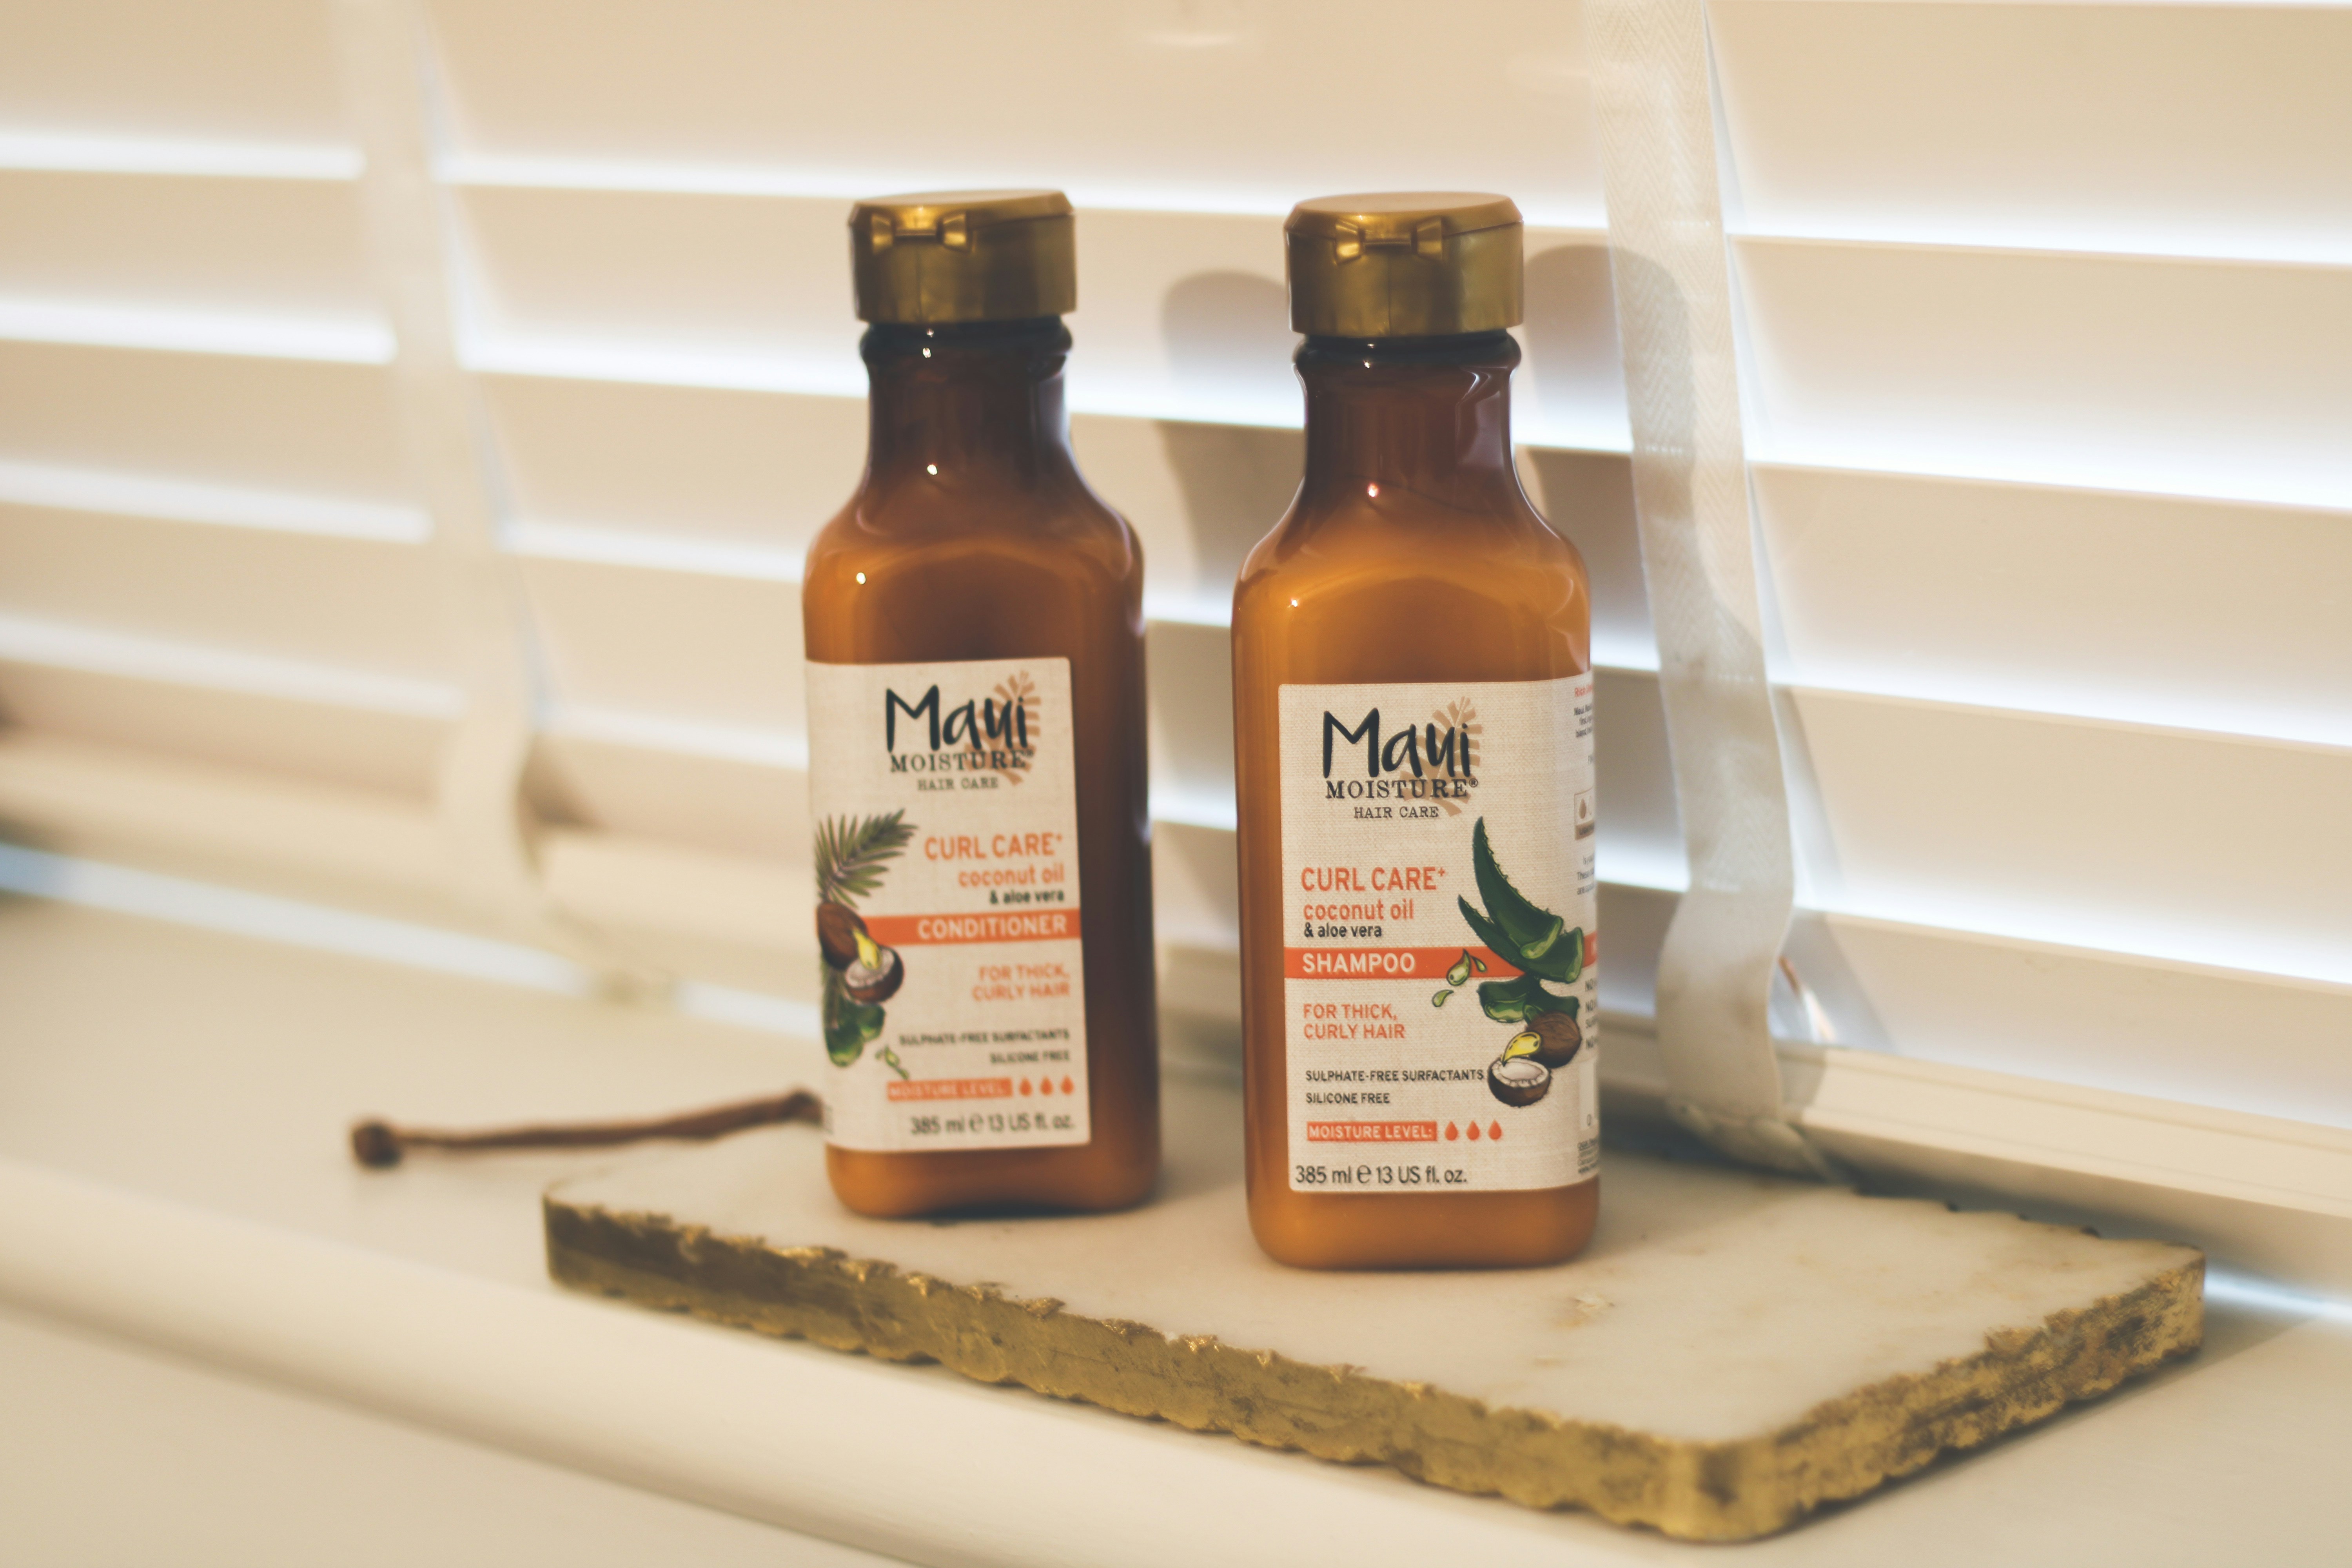 Maui
MOISTURE®
HAIR CARE
CURL CARE+
coconut oil
& aloe vera
CONDITIONER
FOR THICK,
CURLY HAIR
SULPHATE-FREE SURFACTANTS
SILICONE FREE
MOISTURE LEVEL:
385 ml ℮ 13 US fl. oz.
Maui
MOISTURE®
HAIR CARE
CURL CARE+
coconut oil
& aloe vera
SHAMPOO
FOR THICK,
CURLY HAIR
SULPHATE-FREE SURFACTANTS
SILICONE FREE
MOISTURE LEVEL:
385 ml ℮ 13 US fl. oz.